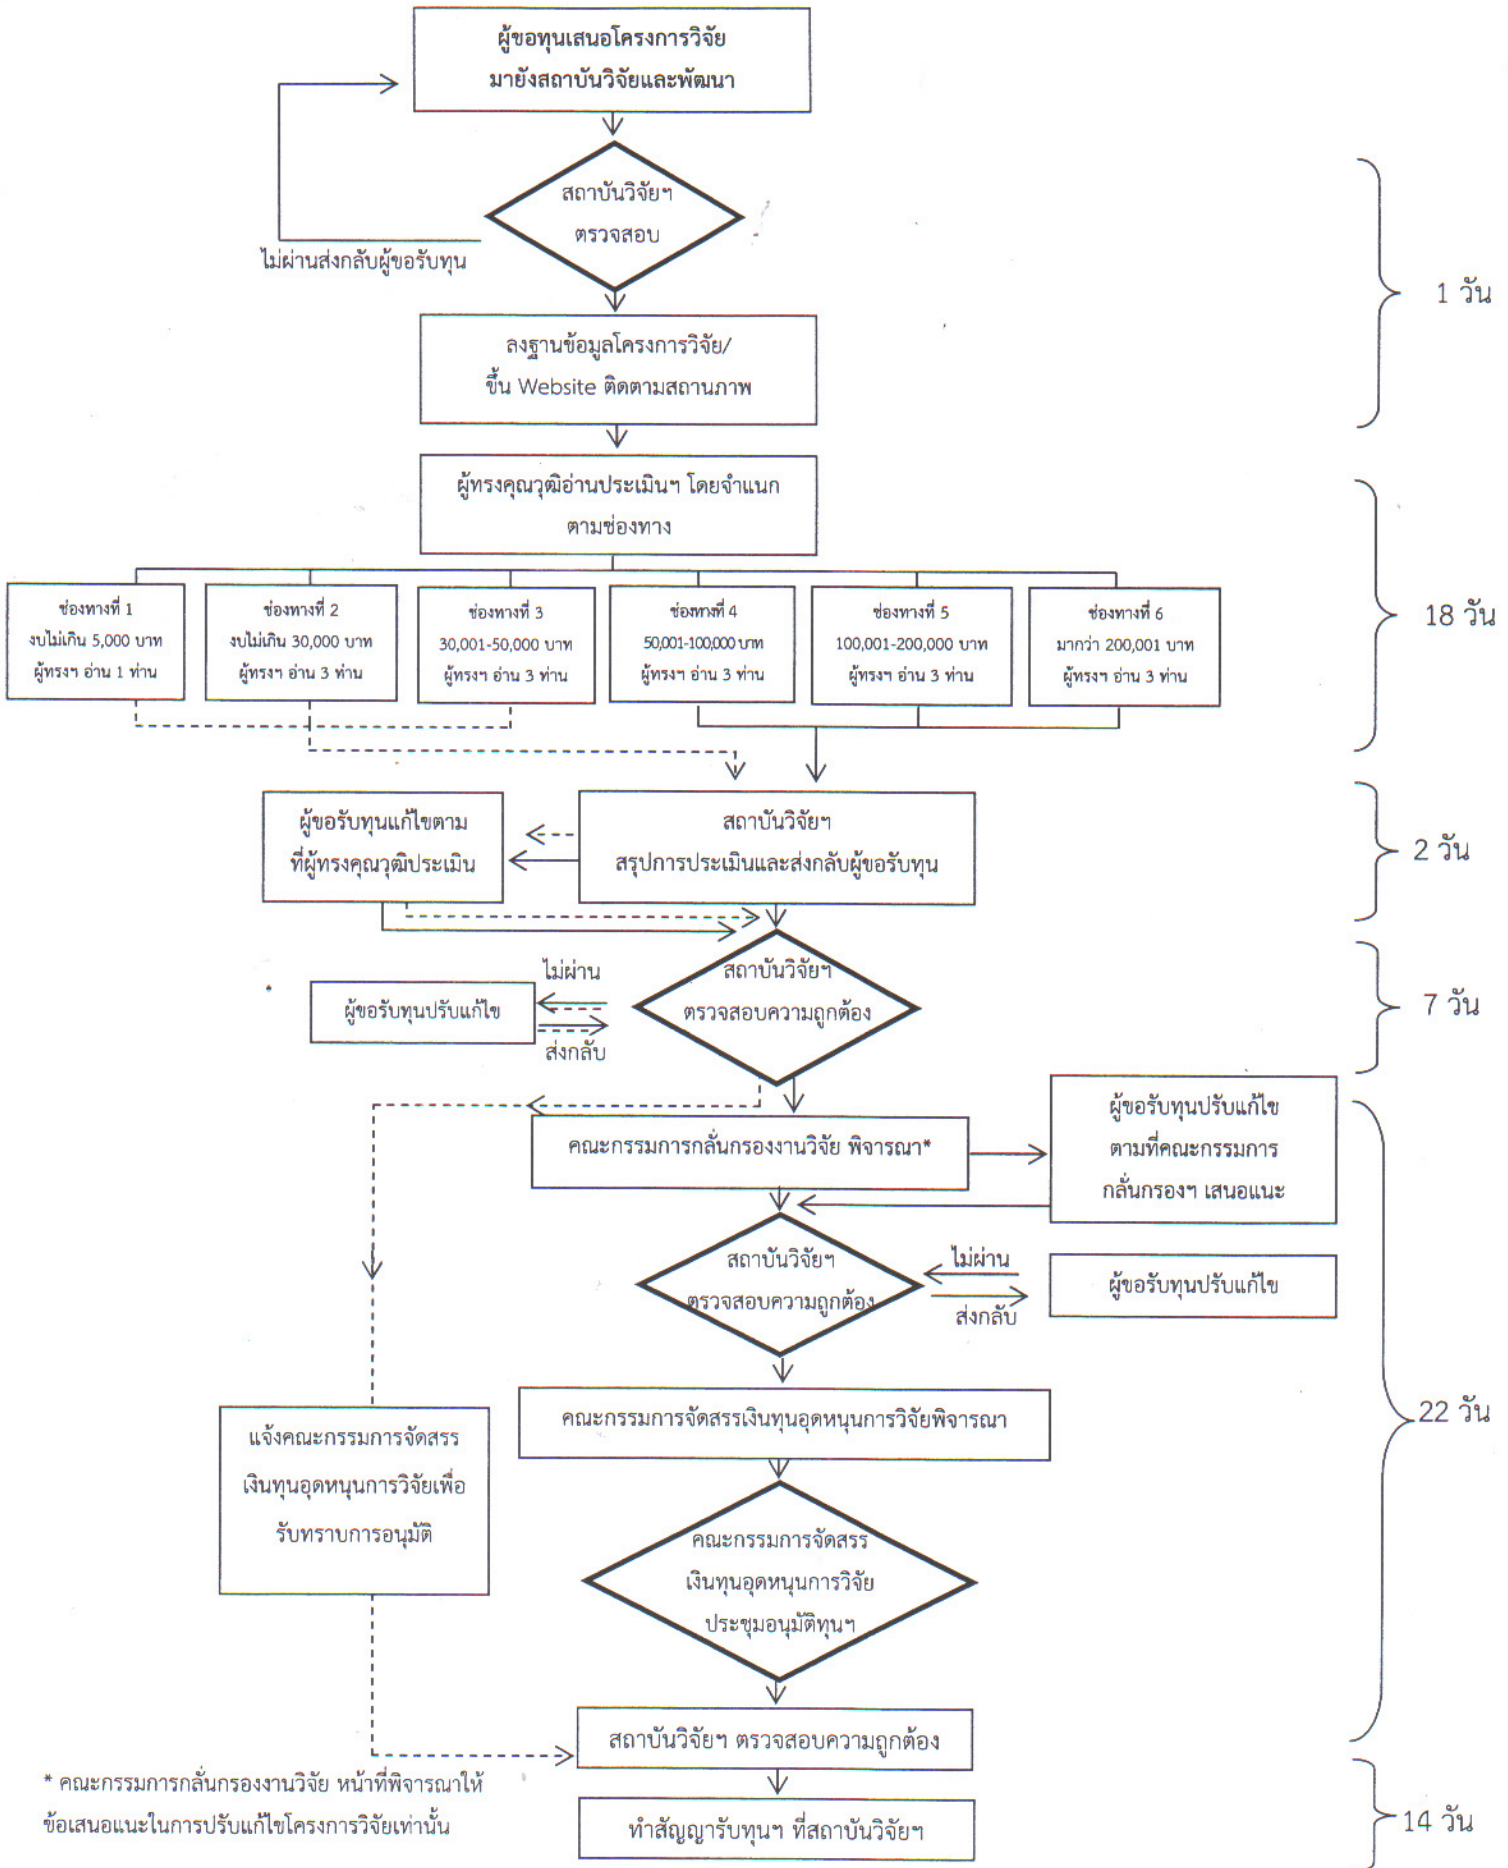 ผู้ขอทุนเสนอโครงการวิจัย
มายังสถาบันวิจัยและพัฒนา
สถาบันวิจัยฯ
ตรวจสอบ
ไม่ผ่านส่งกลับผู้ขอรับทุน
1 วัน
ลงฐานข้อมูลโครงการวิจัย/
ขึ้น Website ติดตามสถานภาพ
ผู้ทรงคุณวุฒิอ่านประเมินฯ โดยจำแนก
ตามช่องทาง
ช่องทางที่ 1
งบไม่เกิน 5,000 บาท
ผู้ทรงฯ อ่าน 1 ท่าน
ช่องทางที่ 2
งบไม่เกิน 30,000 บาท
ผู้ทรงฯ อ่าน 3 ท่าน
ช่องทางที่ 3
30,001-50,000 บาท
ผู้ทรงฯ อ่าน 3 ท่าน
ช่องทางที่ 4
50,001-100,000 บาท
ผู้ทรงฯ อ่าน 3 ท่าน
ช่องทางที่ 5
100,001-200,000 บาท
ผู้ทรงฯ อ่าน 3 ท่าน
ช่องทางที่ 6
มากว่า 200,001 บาท
ผู้ทรงฯ อ่าน 3 ท่าน
18 วัน
ผู้ขอรับทุนแก้ไขตาม
ที่ผู้ทรงคุณวุฒิประเมิน
สถาบันวิจัยฯ
สรุปการประเมินและส่งกลับผู้ขอรับทุน
2 วัน
สถาบันวิจัยฯ
ตรวจสอบความถูกต้อง
ไม่ผ่าน
ผู้ขอรับทุนปรับแก้ไข
ส่งกลับ
7 วัน
คณะกรรมการกลั่นกรองงานวิจัย พิจารณา*
ผู้ขอรับทุนปรับแก้ไข
ตามที่คณะกรรมการ
กลั่นกรองฯ เสนอแนะ
สถาบันวิจัยฯ
ตรวจสอบความถูกต้อง
ไม่ผ่าน
ส่งกลับ
ผู้ขอรับทุนปรับแก้ไข
คณะกรรมการจัดสรรเงินทุนอุดหนุนการวิจัยพิจารณา
22 วัน
แจ้งคณะกรรมการจัดสรร
เงินทุนอุดหนุนการวิจัยเพื่อ
รับทราบการอนุมัติ
คณะกรรมการจัดสรร
เงินทุนอุดหนุนการวิจัย
ประชุมอนุมัติทุนฯ
สถาบันวิจัยฯ ตรวจสอบความถูกต้อง
* คณะกรรมการกลั่นกรองงานวิจัย หน้าที่พิจารณาให้
ข้อเสนอแนะในการปรับแก้ไขโครงการวิจัยเท่านั้น
ทำสัญญารับทุนฯ ที่สถาบันวิจัยฯ
14 วัน